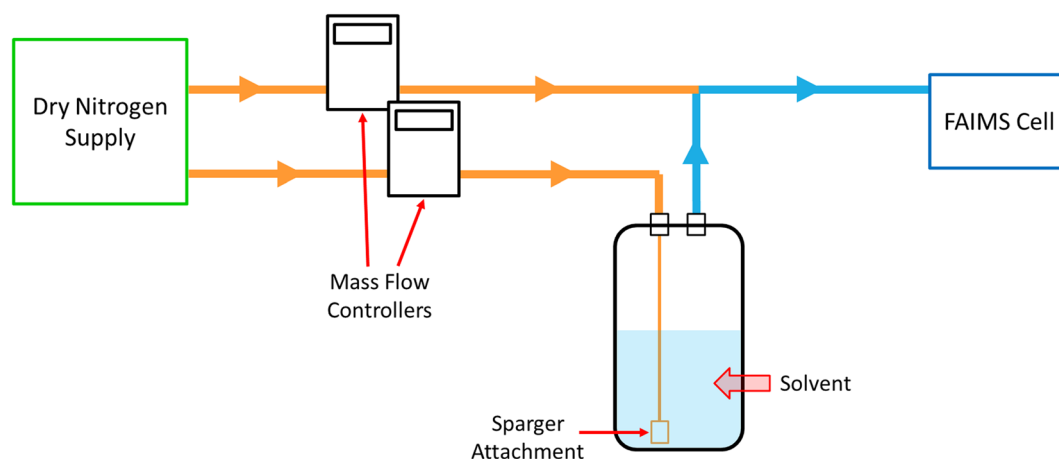 Dry Nitrogen
Supply
FAIMS Cell
Mass Flow
Controllers
Solvent
Sparger
Attachment